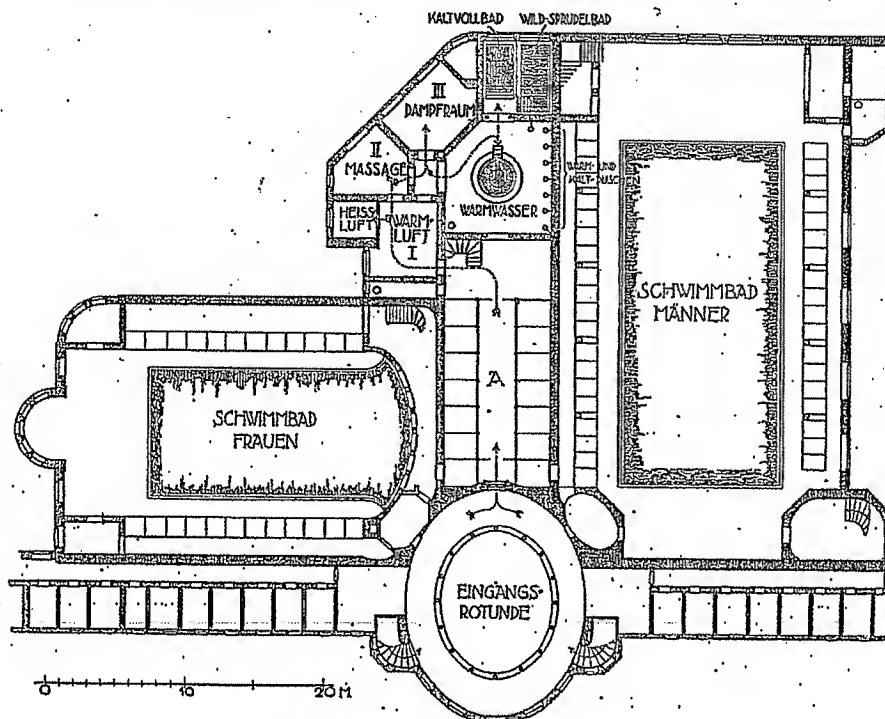 KALTVOLLBAD WILD-SPRUDELBAD
III
DAMPFRAUM
II
MASSAGE
HEISS-
LUFT
WARM-
LUFT
I
WARMWASSER
WARM- UND
KALT-
SCHWIMMBAD
MÄNNER
A
A
SCHWIMMBAD
FRAUEN
EINGANGS-
ROTUNDE
0 10 20 M